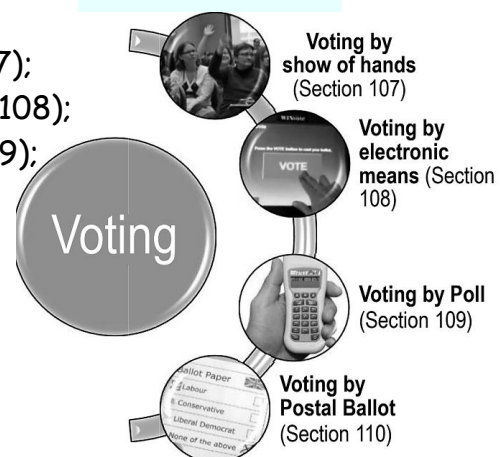 7);
108);
9);
Voting
Voting by
show of hands
(Section 107)
Voting by
electronic
means (Section
108)
VOTE
Voting by Poll
(Section 109)
Voting by
Postal Ballot
(Section 110)
Ballot Paper
Labour
Conservative
Liberal Democrat
None of the above